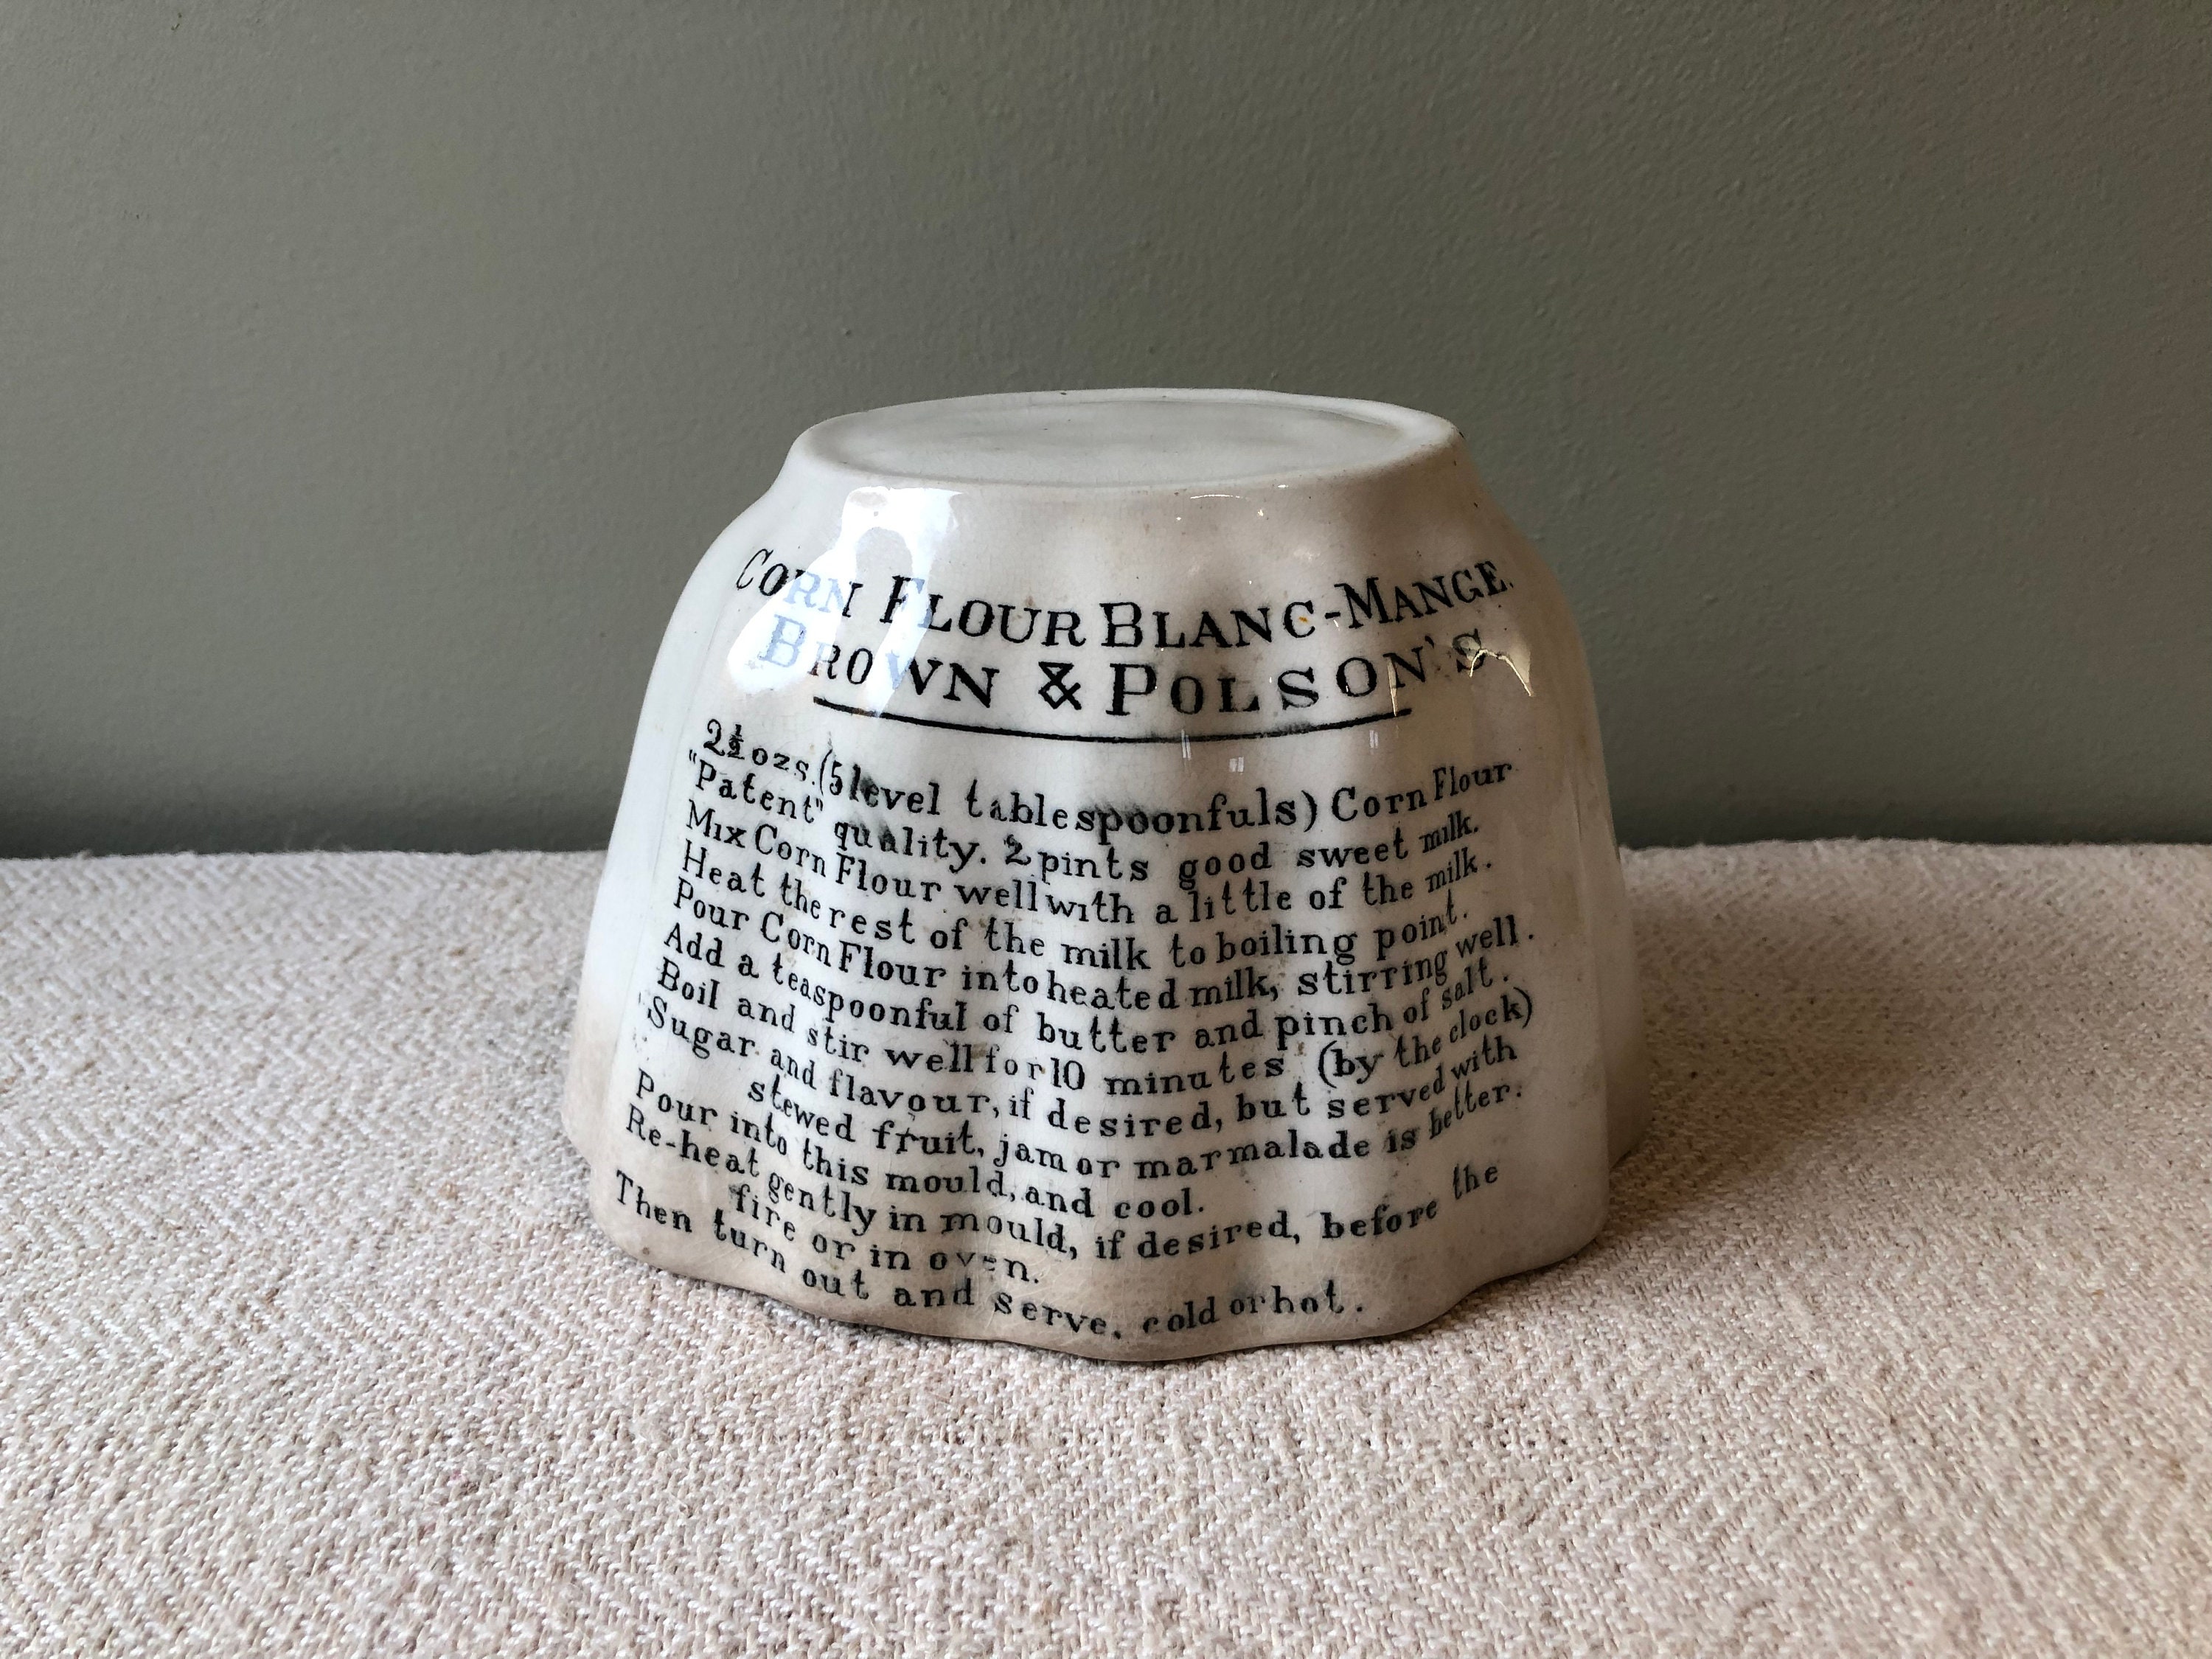 CORN FLOUR BLANC-MANGE.
BROWN & POLSON'S.
2½ ozs. (5 level tablespoonfuls) Corn Flour
"Patent" quality. 2 pints good sweet milk.
Mix Corn Flour well with a little of the milk.
Heat the rest of the milk to boiling point.
Pour Corn Flour into heated milk, stirring well.
Add a teaspoonful of butter and pinch of salt.
Boil and stir well for 10 minutes (by the clock)
Sugar and flavour, if desired, but served with
stewed fruit, jam or marmalade is better.
Pour into this mould, and cool.
Re-heat gently in mould, if desired, before the
fire or in oven.
Then turn out and serve, cold or hot.